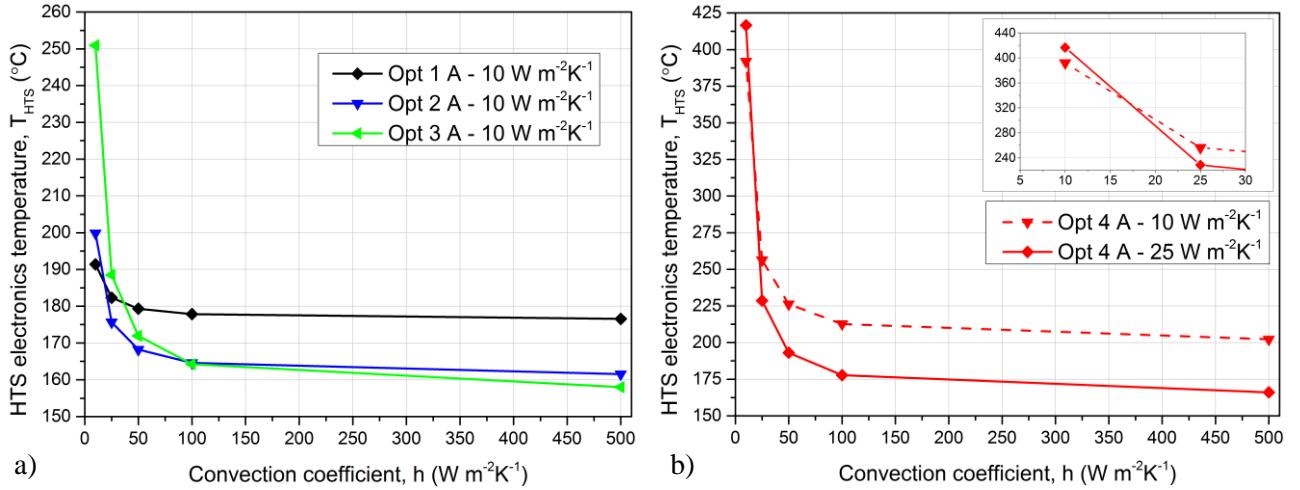 HTS electronics temperature, T_HTS (°C)
260
250
240
230
220
210
200
190
180
170
160
150
Opt 1 A - 10 W m⁻²K⁻¹
Opt 2 A - 10 W m⁻²K⁻¹
Opt 3 A - 10 W m⁻²K⁻¹
0 50 100 150 200 250 300 350 400 450 500
a)
Convection coefficient, h (W m⁻²K⁻¹)
HTS electronics temperature, T_HTS (°C)
425
400
375
350
325
300
275
250
225
200
175
150
440
400
360
320
280
240
5 10 15 20 25 30
Opt 4 A - 10 W m⁻²K⁻¹
Opt 4 A - 25 W m⁻²K⁻¹
0 50 100 150 200 250 300 350 400 450 500
b)
Convection coefficient, h (W m⁻²K⁻¹)